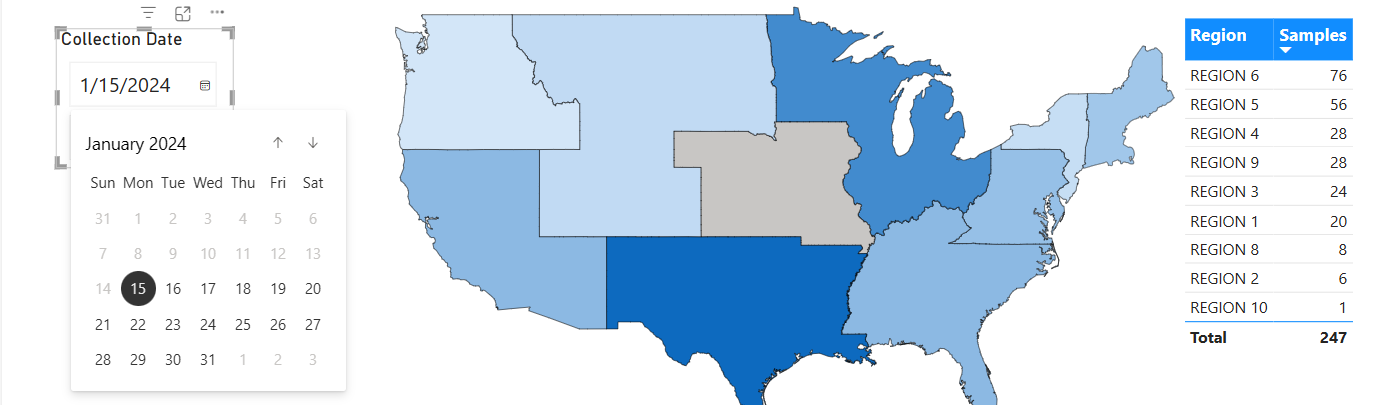 Collection Date
1/15/2024
January 2024
Sun Mon Tue Wed Thu Fri Sat
31 1 2 3 4 5 6
7 8 9 10 11 12 13
14 15 16 17 18 19 20
21 22 23 24 25 26 27
28 29 30 31 1 2 3
Region Samples
REGION 6 76
REGION 5 56
REGION 4 28
REGION 9 28
REGION 3 24
REGION 1 20
REGION 8 8
REGION 2 6
REGION 10 1
Total 247